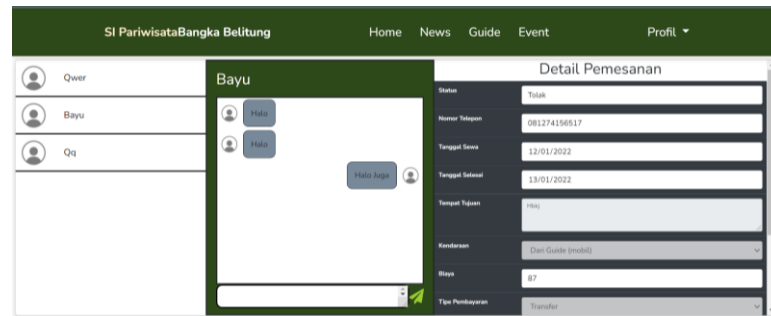 SI PariwisataBangka Belitung
Home News Guide Event
Profil
Qwer
Bayu
Qq
Bayu
Halo
Halo
Halo Juga
Detail Pemesanan
Status
Tolak
Nomor Telepon
081274156517
Tanggal Sewa
12/01/2022
Tanggal Selesai
13/01/2022
Tempat Tujuan
Kendaraan
Dari Guide (mobil)
Biaya
87
Tipe Pembayaran
Transfer